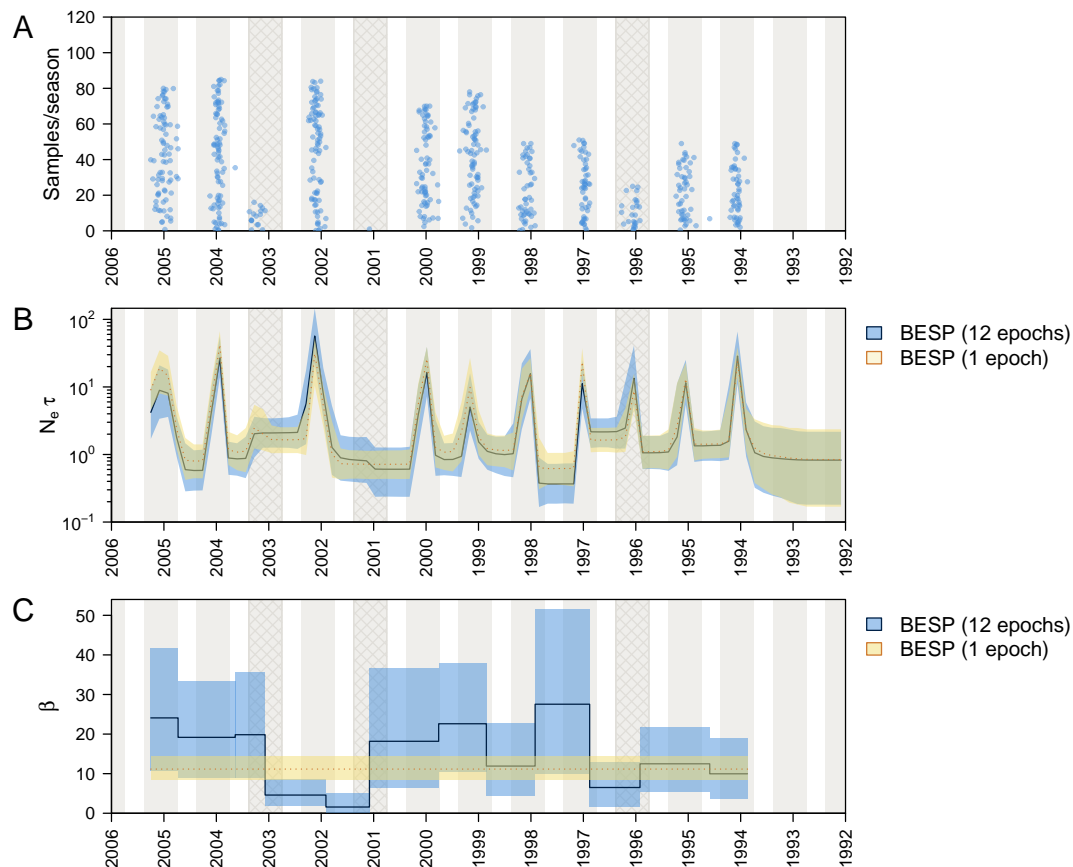 A
Samples/season
120
100
80
60
40
20
0
2006 2005 2004 2003 2002 2001 2000 1999 1998 1997 1996 1995 1994 1993 1992
B
N_e τ
10²
10¹
10⁰
10⁻¹
2006 2005 2004 2003 2002 2001 2000 1999 1998 1997 1996 1995 1994 1993 1992
BESP (12 epochs)
BESP (1 epoch)
C
β
50
40
30
20
10
0
2006 2005 2004 2003 2002 2001 2000 1999 1998 1997 1996 1995 1994 1993 1992
BESP (12 epochs)
BESP (1 epoch)